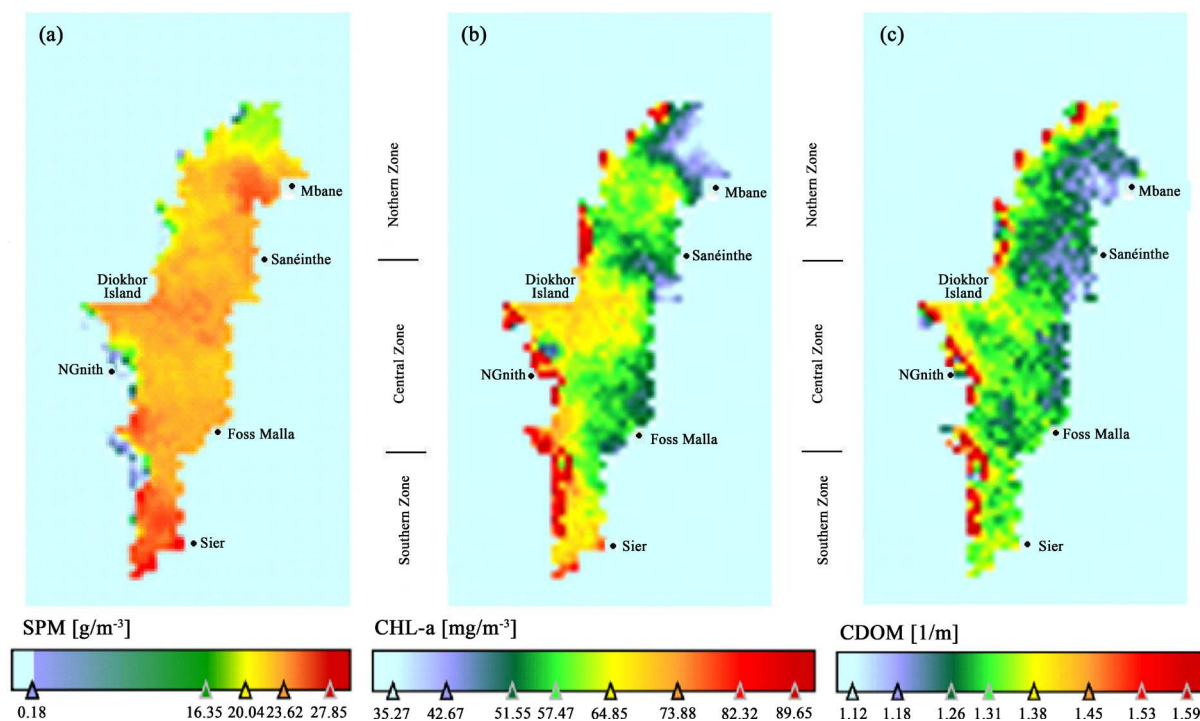 (a)
Mbane
Sanéinthe
Diokhor
Island
NGnith
Foss Malla
Sier
Nothern Zone
Central Zone
Southern Zone
(b)
Mbane
Sanéinthe
Diokhor
Island
NGnith
Foss Malla
Sier
Nothern Zone
Central Zone
Southern Zone
(c)
Mbane
Sanéinthe
Diokhor
Island
NGnith
Foss Malla
Sier
SPM [g/m⁻³]
0.18 16.35 20.04 23.62 27.85
CHL-a [mg/m⁻³]
35.27 42.67 51.555 57.47 64.85 73.88 82.32 89.65
CDOM [1/m]
1.12 1.18 1.26 1.31 1.38 1.45 1.53 1.59